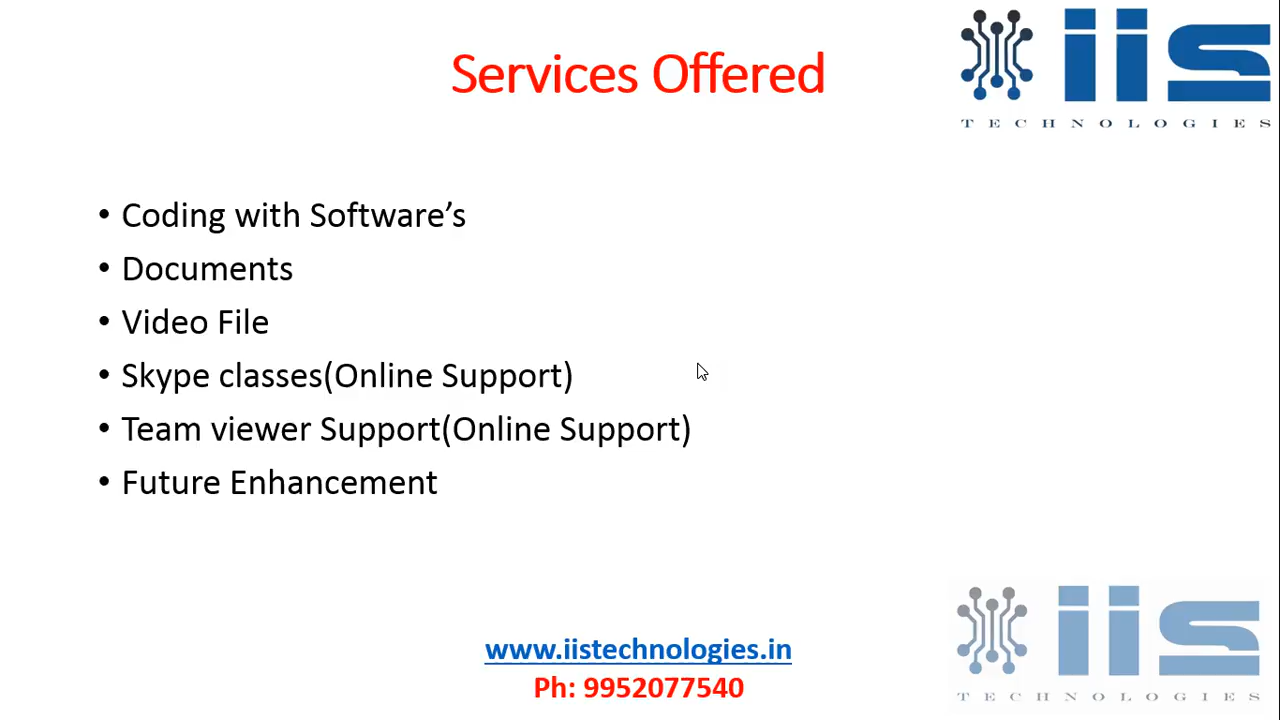 Services Offered
iis
TECHNOLOGIES
• Coding with Software’s
• Documents
• Video File
• Skype classes(Online Support)
• Team viewer Support(Online Support)
• Future Enhancement
www.iistechnologies.in
Ph: 9952077540
iis
TECHNOLOGIES